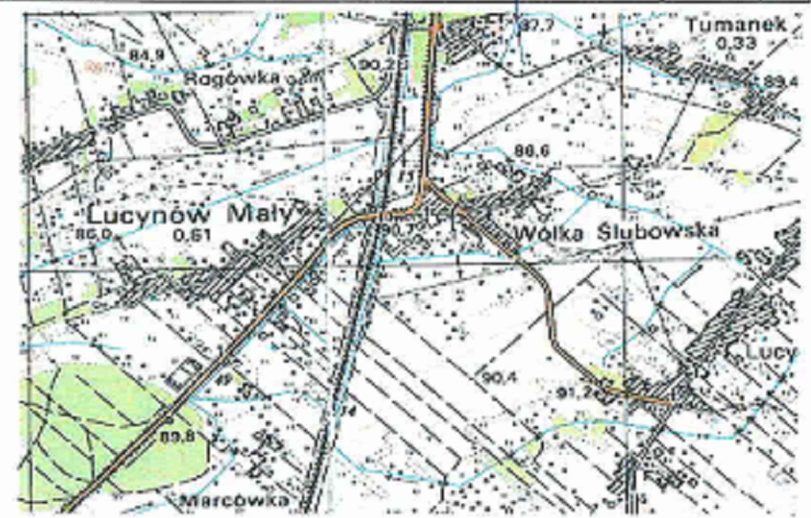 87,7
Tumanek
0,33
84,9
Rogówka
90,2
89,4
88,6
Lucynów Mały
86,0
0,61
90,7
Wólka Ślubowska
Lucy
90,4
91,2
89,8
Marcówka